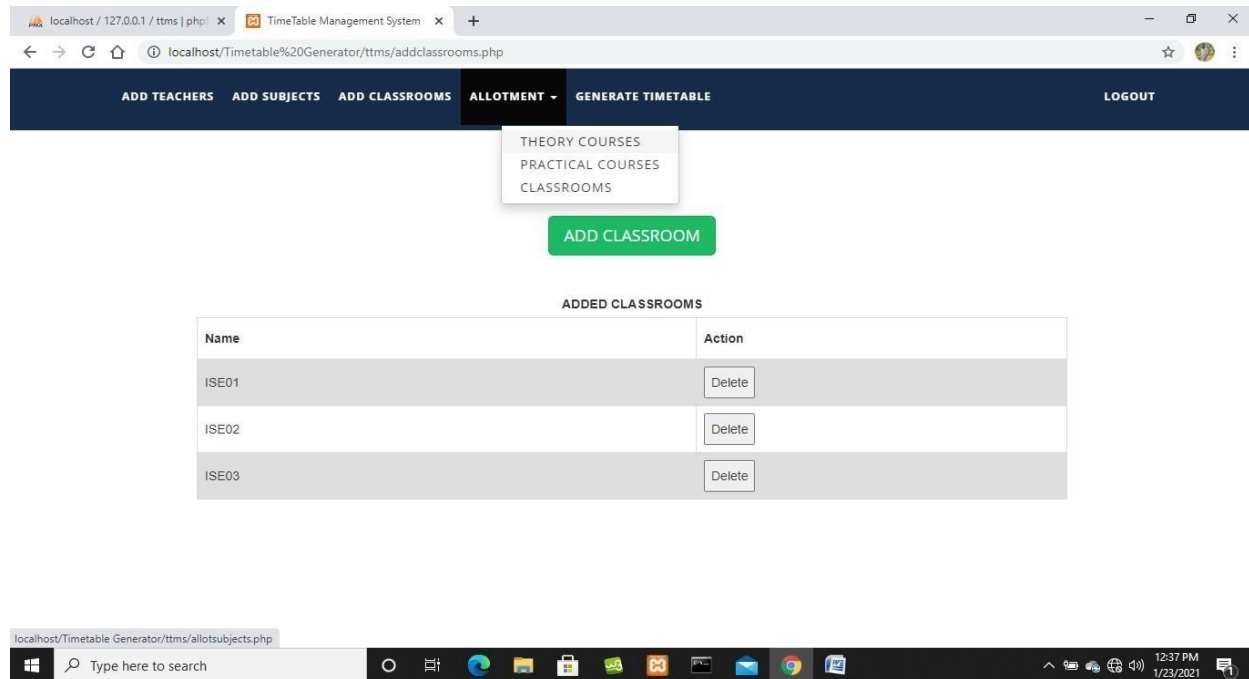 localhost / 127.0.0.1 / ttms | php
TimeTable Management System
localhost/Timetable%20Generator/ttms/addclassrooms.php
ADD TEACHERS ADD SUBJECTS ADD CLASSROOMS ALLOTMENT GENERATE TIMETABLE LOGOUT
THEORY COURSES
PRACTICAL COURSES
CLASSROOMS
ADD CLASSROOM
ADDED CLASSROOMS
Name Action
ISE01 Delete
ISE02 Delete
ISE03 Delete
localhost/Timetable Generator/ttms/allotsubjects.php
Type here to search
12:37 PM
1/23/2021